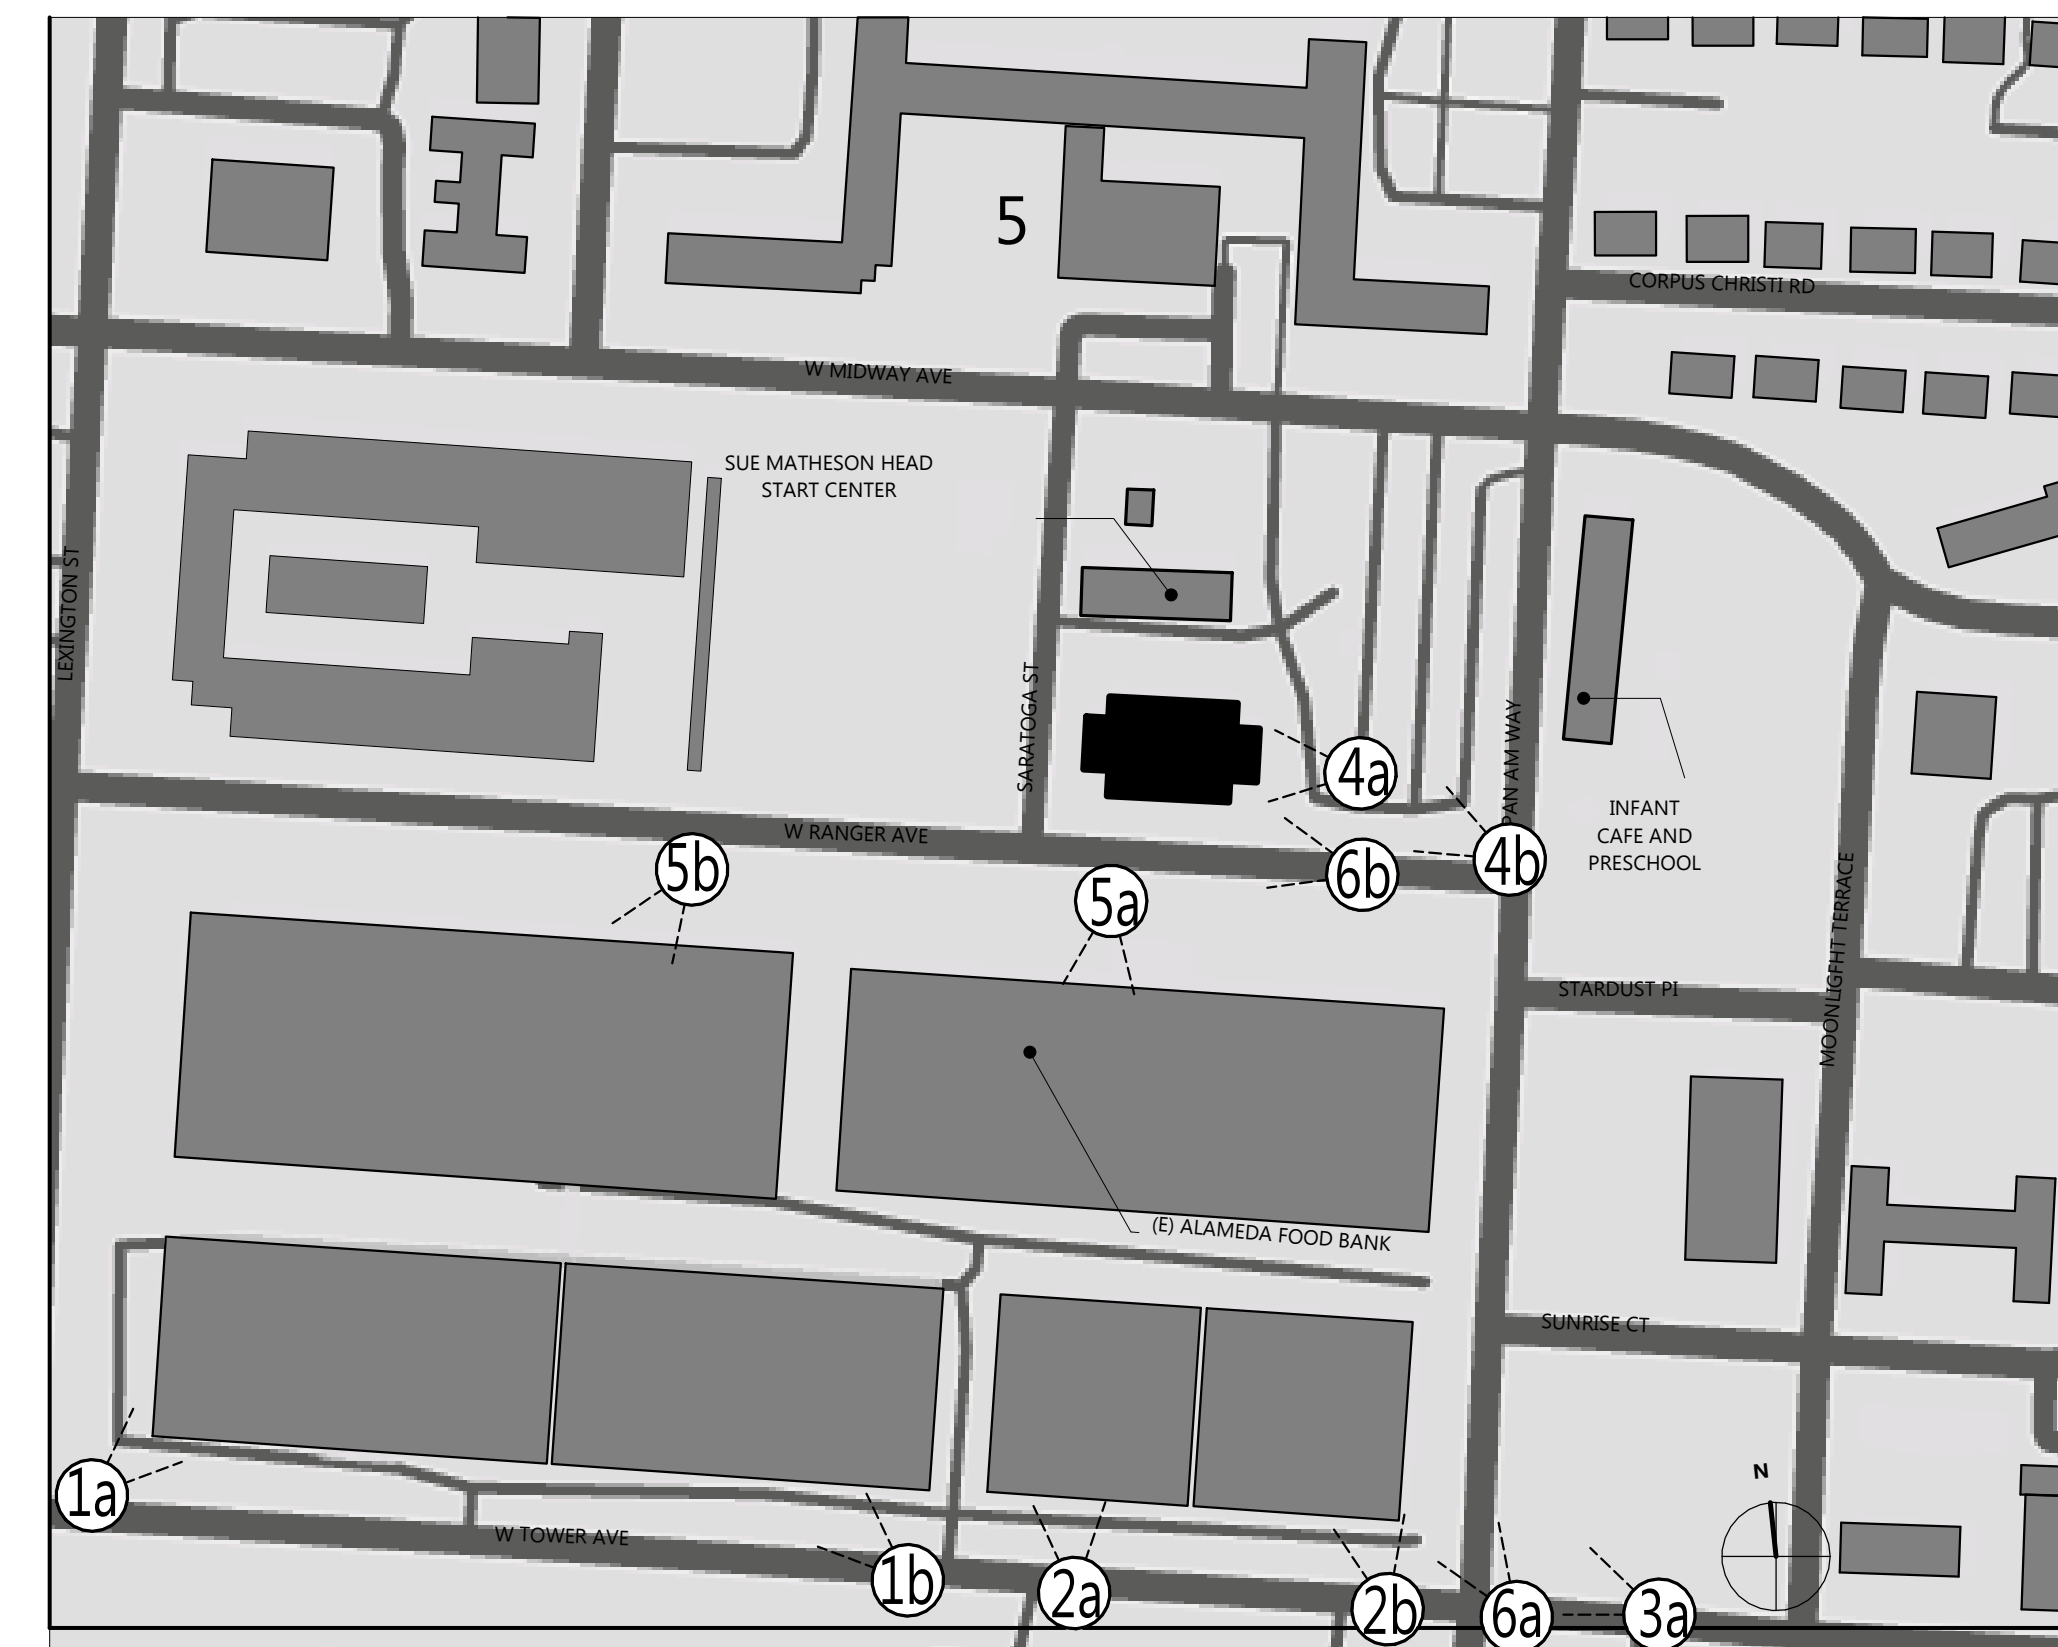 5
CORPUS CHRISTI RD
W MIDWAY AVE
SUE MATHESON HEAD
START CENTER
LEXINGTON ST
SARATOGA ST
PAN AM WAY
4a
INFANT
CAFE AND
PRESCHOOL
W RANGER AVE
5b
5a
6b
4b
MOONLIGFHT TERRACE
STARDUST Pl
(E) ALAMEDA FOOD BANK
SUNRISE CT
N
1a
W TOWER AVE
1b
2a
2b
6a
3a